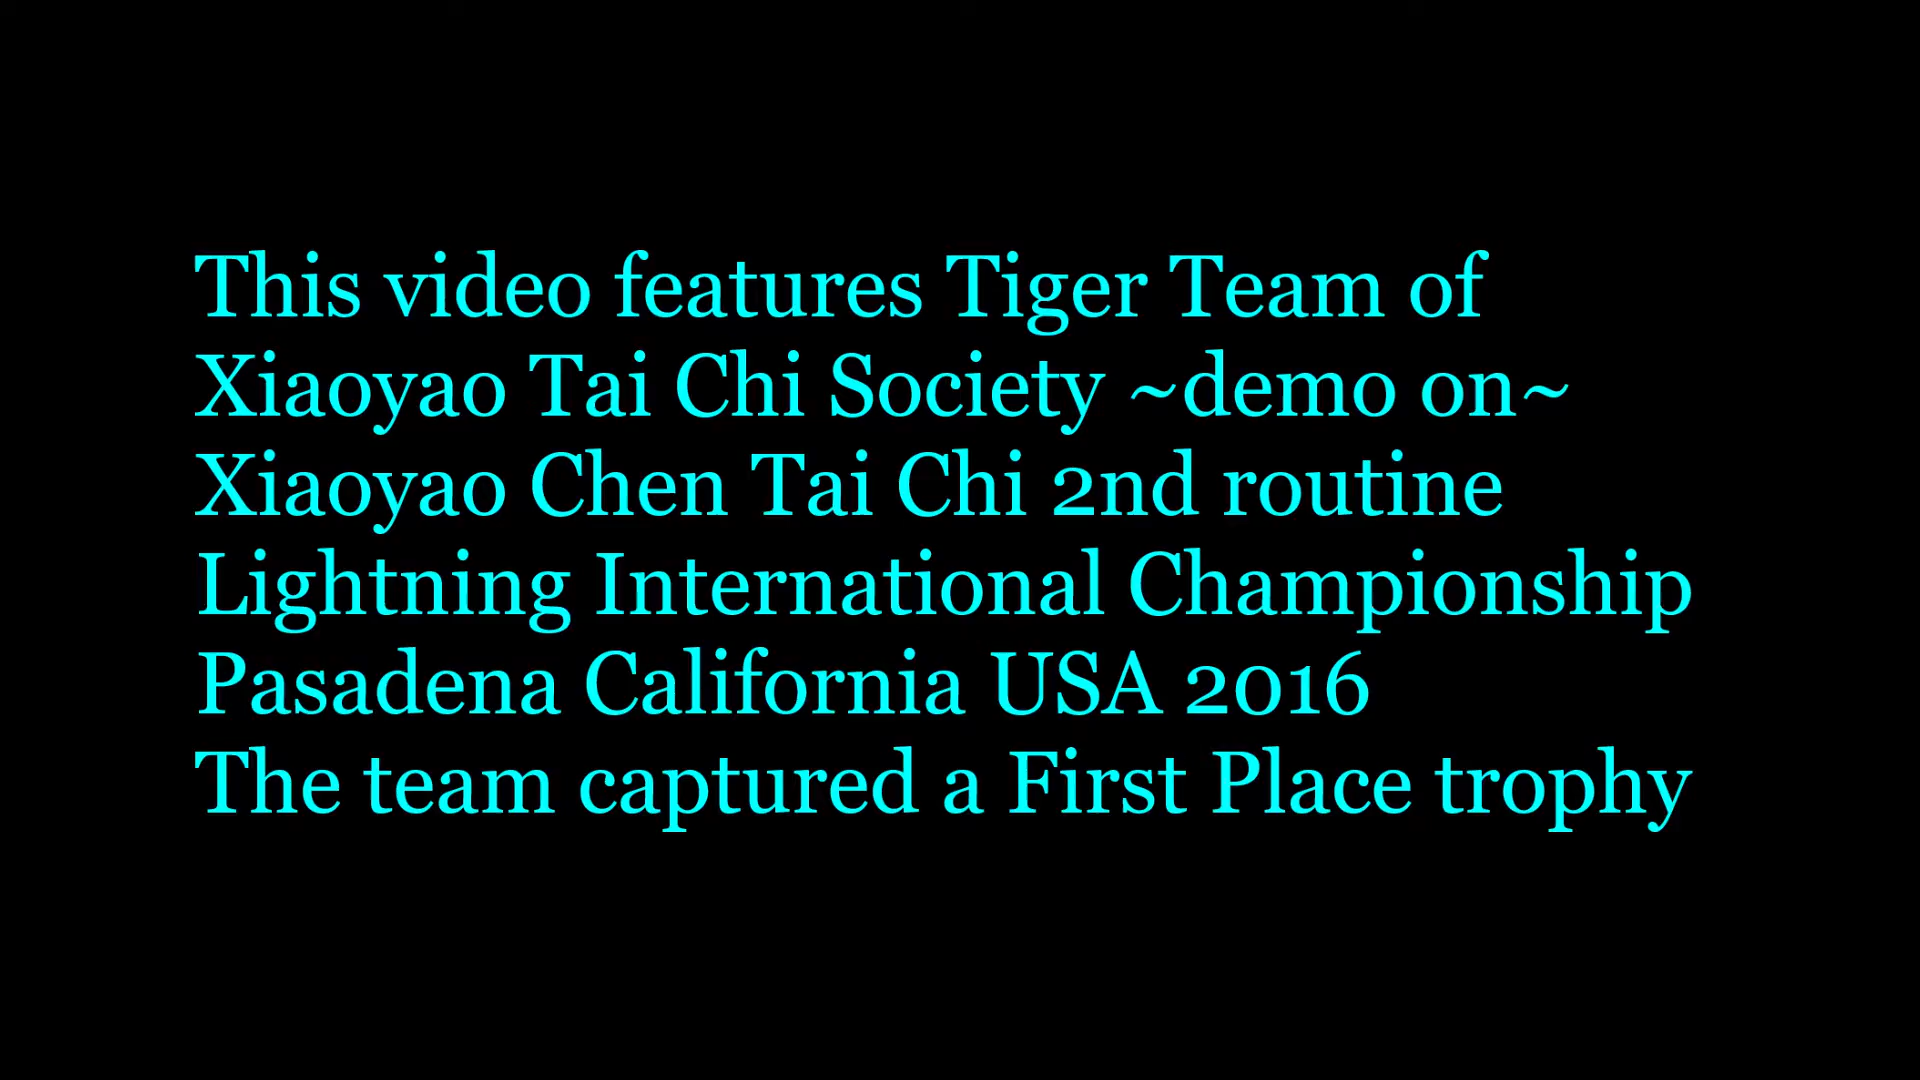 This video features Tiger Team of
Xiaoyao Tai Chi Society ~demo on~
Xiaoyao Chen Tai Chi 2nd routine
Lightning International Championship
Pasadena California USA 2016
The team captured a First Place trophy